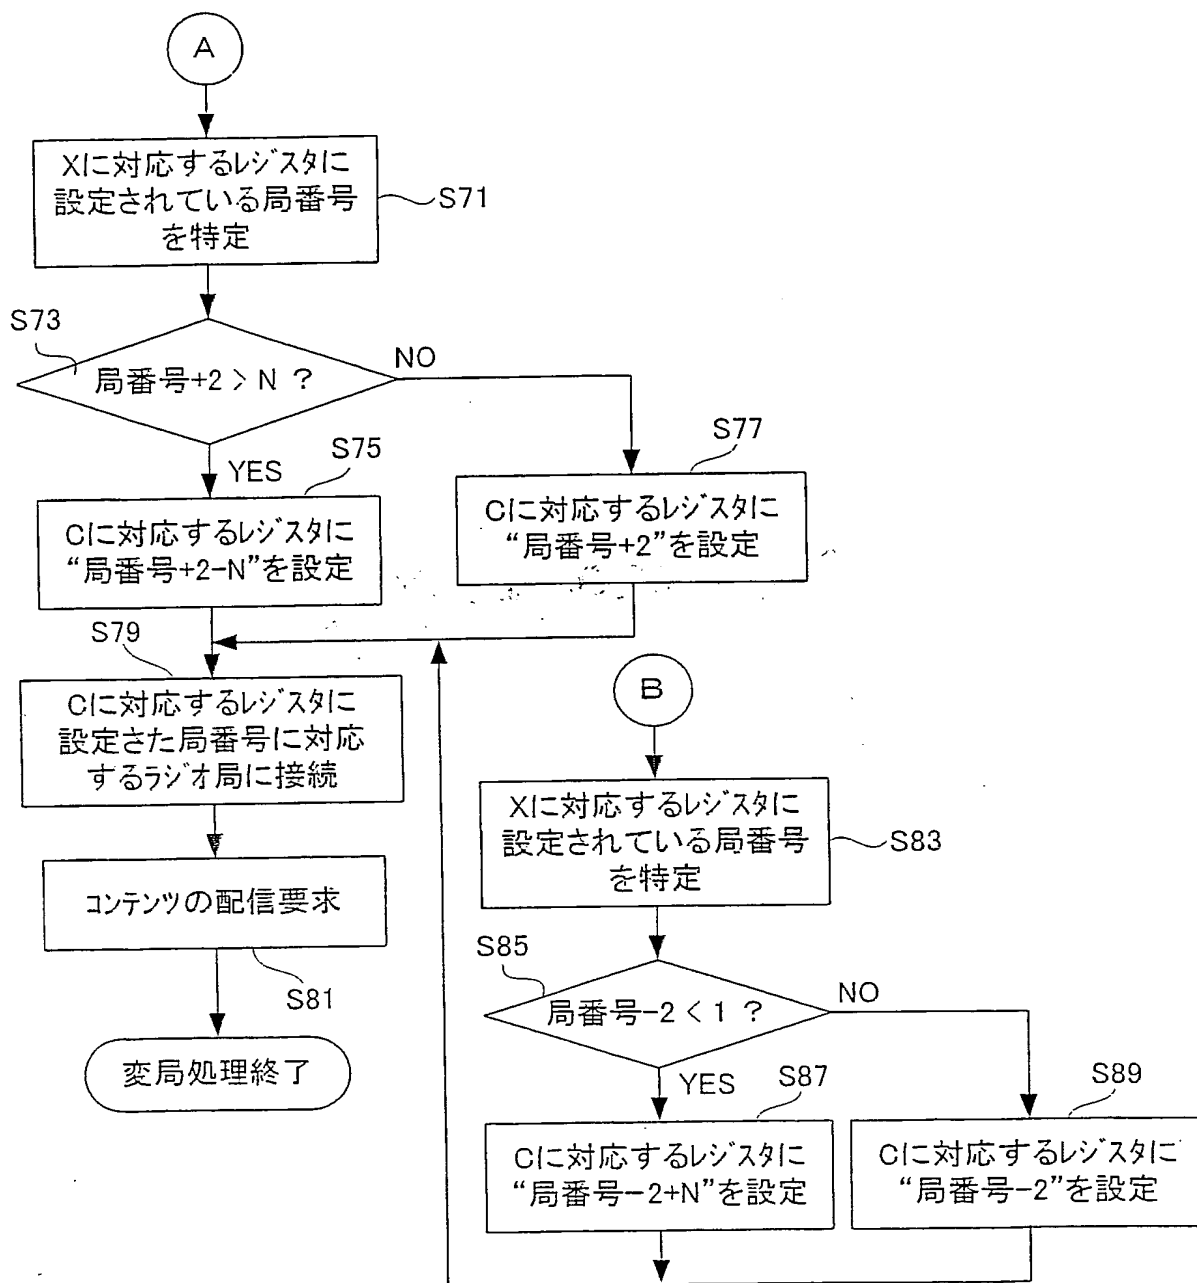 A
Xに対応するレジスタに
設定されている局番号
を特定
S71
S73
局番号+2 > N ?
NO
YES
S75
Cに対応するレジスタに
“局番号+2-N”を設定
S77
Cに対応するレジスタに
“局番号+2”を設定
S79
Cに対応するレジスタに
設定さた局番号に対応
するラジオ局に接続
コンテンツの配信要求
S81
変局処理終了
B
Xに対応するレジスタに
設定されている局番号
を特定
S83
S85
局番号-2 < 1 ?
NO
YES
S87
Cに対応するレジスタに
“局番号-2+N”を設定
S89
Cに対応するレジスタに
“局番号-2”を設定